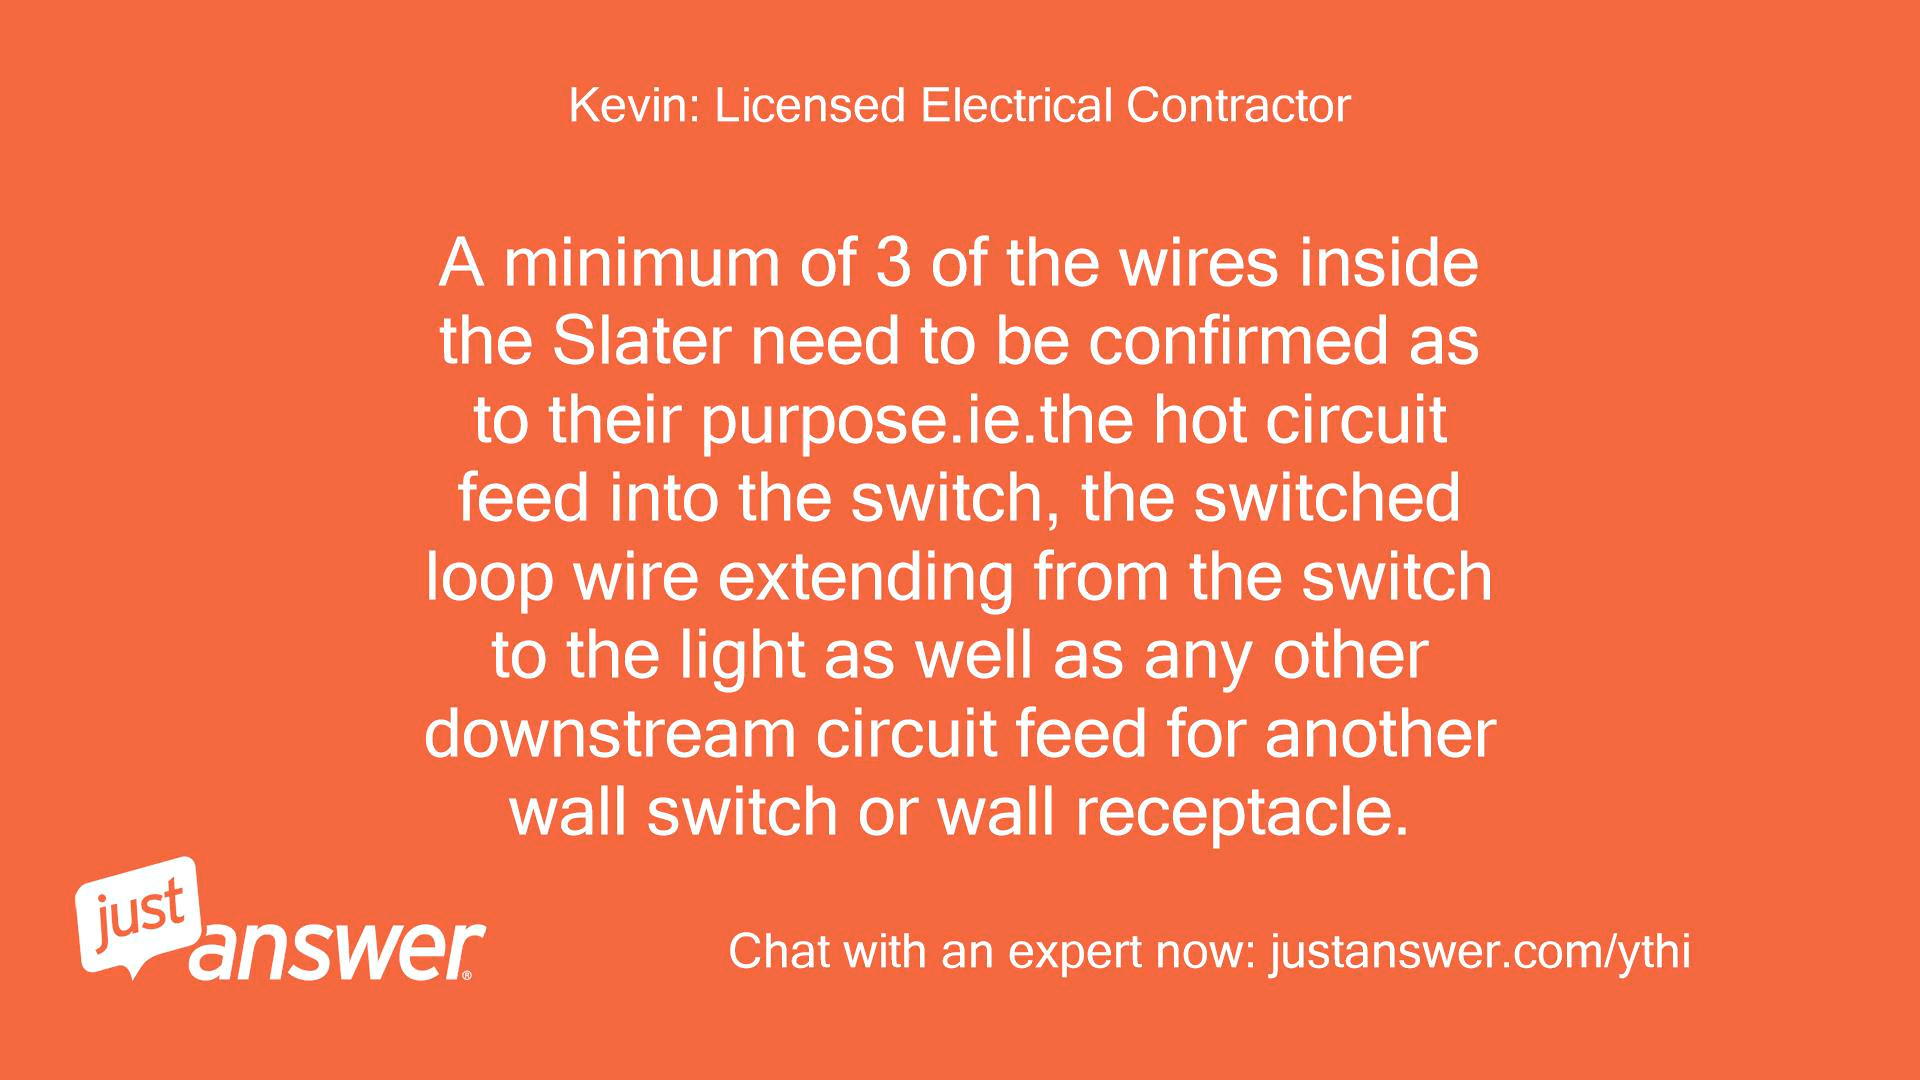 Kevin: Licensed Electrical Contractor
A minimum of 3 of the wires inside
the Slater need to be confirmed as
to their purpose.ie.the hot circuit
feed into the switch, the switched
loop wire extending from the switch
to the light as well as any other
downstream circuit feed for another
wall switch or wall receptacle.
just
answer®
Chat with an expert now: justanswer.com/ythi